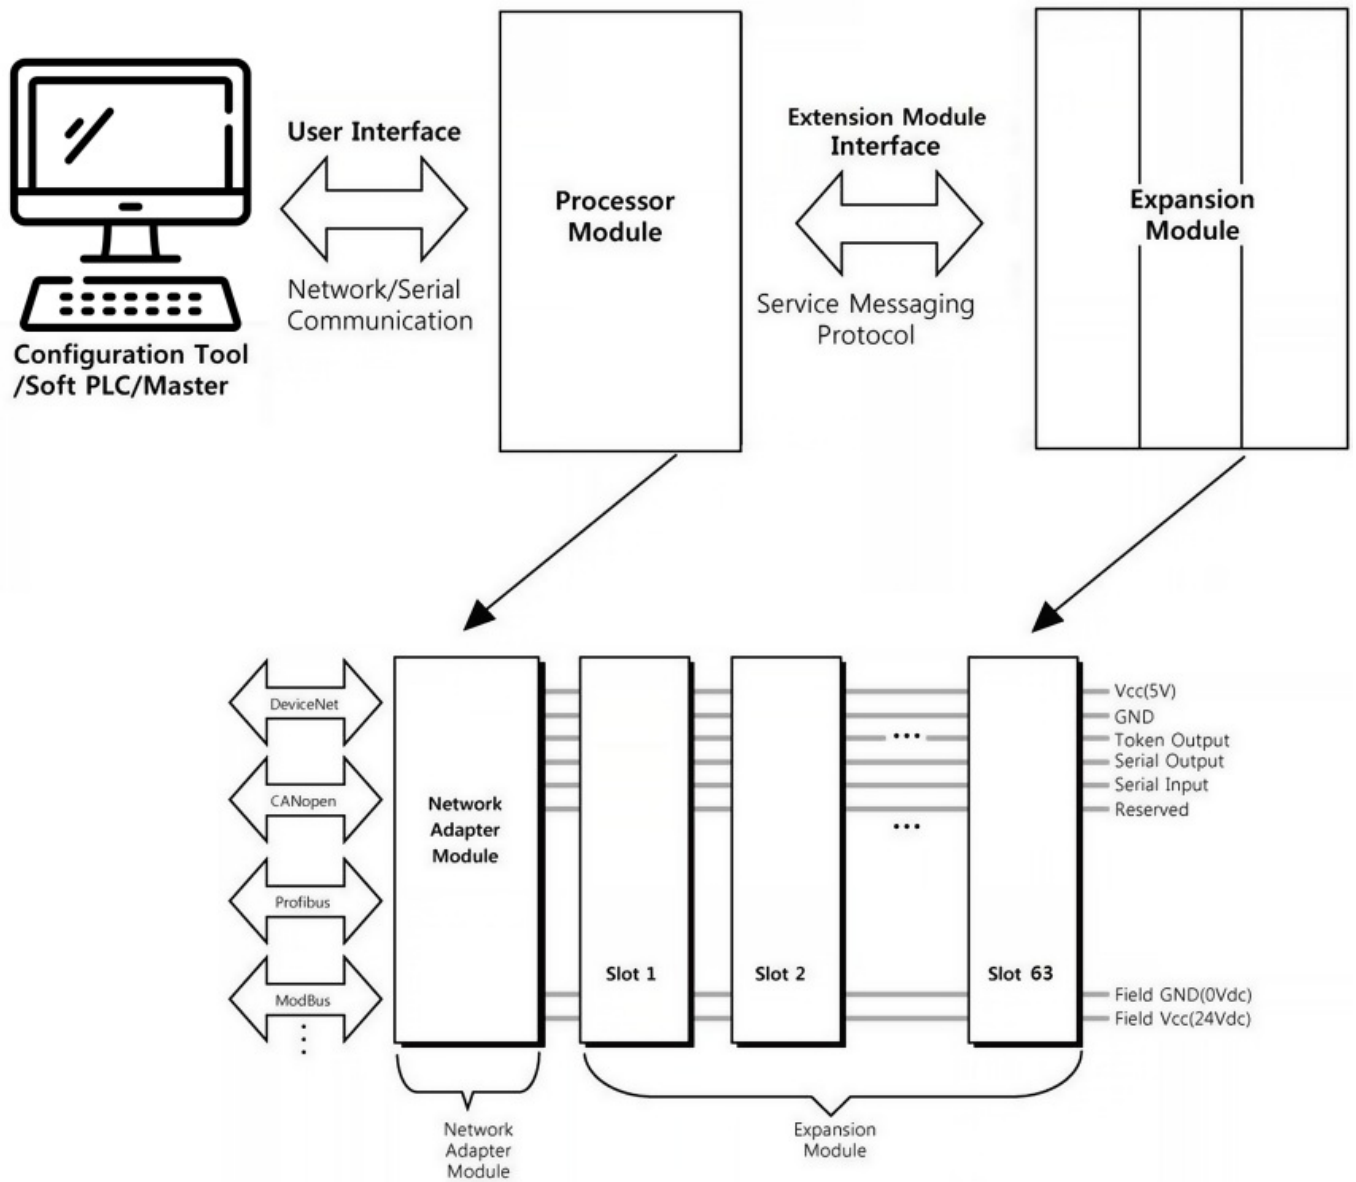 User Interface
Network/Serial
Communication
Configuration Tool
/Soft PLC/Master
Processor
Module
Extension Module
Interface
Service Messaging
Protocol
Expansion
Module
DeviceNet
CANopen
Profibus
ModBus
Network
Adapter
Module
Slot 1
Slot 2
Slot 63
Vcc(5V)
GND
Token Output
Serial Output
Serial Input
Reserved
Field GND(0Vdc)
Field Vcc(24Vdc)
Network
Adapter
Module
Expansion
Module